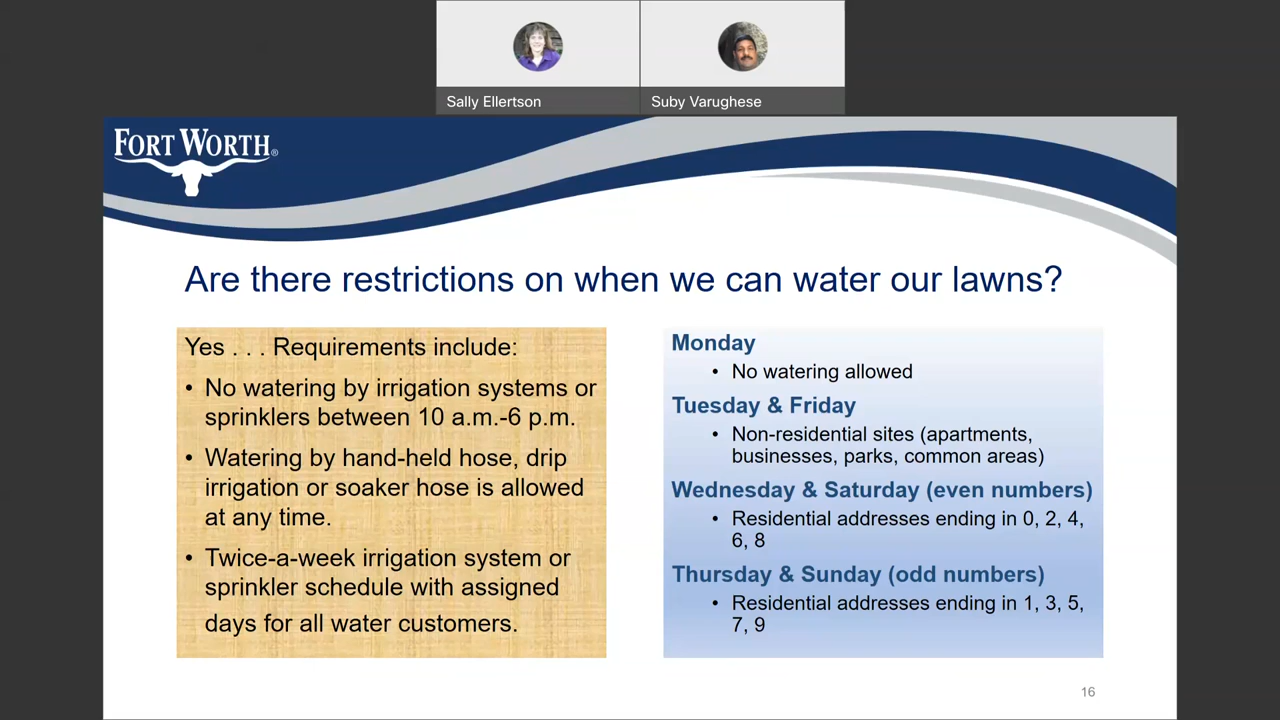 Sally Ellertson
Suby Varughese
FORT WORTH®
Are there restrictions on when we can water our lawns?
Yes . . . Requirements include:
• No watering by irrigation systems or
sprinklers between 10 a.m.-6 p.m.
• Watering by hand-held hose, drip
irrigation or soaker hose is allowed
at any time.
• Twice-a-week irrigation system or
sprinkler schedule with assigned
days for all water customers.
Monday
• No watering allowed
Tuesday & Friday
• Non-residential sites (apartments,
businesses, parks, common areas)
Wednesday & Saturday (even numbers)
• Residential addresses ending in 0, 2, 4,
6, 8
Thursday & Sunday (odd numbers)
• Residential addresses ending in 1, 3, 5,
7, 9
16